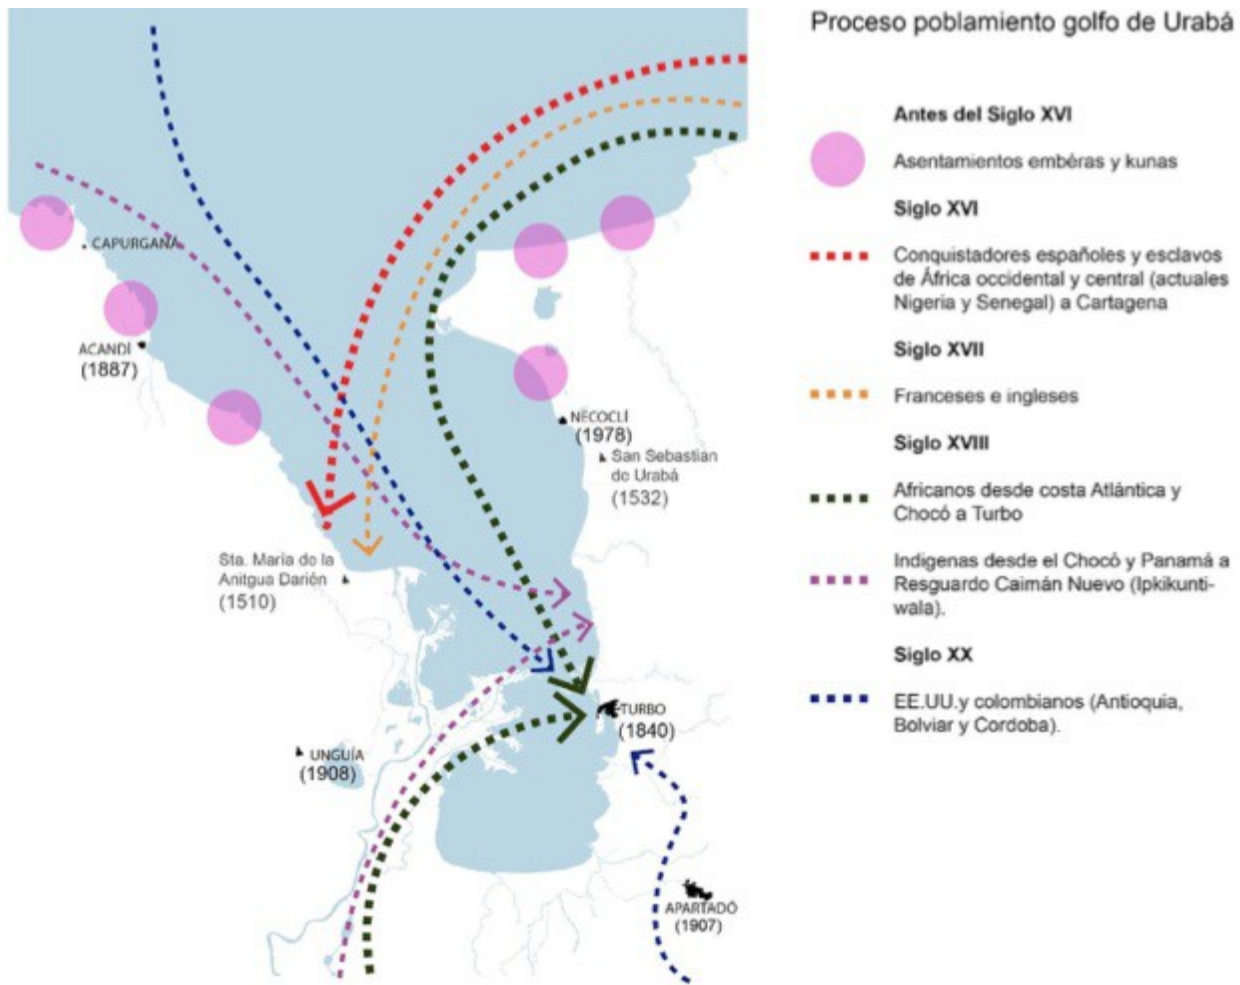 Proceso poblamiento golfo de Urabá
Antes del Siglo XVI
Asentamientos embéras y kunas
Siglo XVI
Conquistadores españoles y esclavos
de África occidental y central (actuales
Nigeria y Senegal) a Cartagena
Siglo XVII
Franceses e ingleses
Siglo XVIII
Africanos desde costa Atlántica y
Chocó a Turbo
Indigenas desde el Chocó y Panamá a
Resguardo Caimán Nuevo (Ipkikunti-
wala).
Siglo XX
EE.UU.y colombianos (Antioquia,
Bolviar y Cordoba).
CAPURGANÁ
ACANDÍ
(1887)
NECOCLÍ
(1978)
San Sebastian
de Urabá
(1532)
Sta. María de la
Anitgua Darién
(1510)
TURBO
(1840)
UNGUÍA
(1908)
APARTADÓ
(1907)